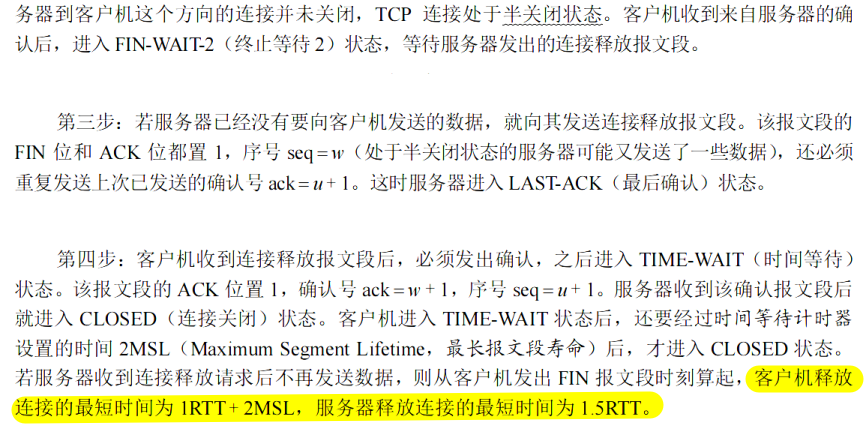 务器到客户机这个方向的连接并未关闭，TCP 连接处于半关闭状态。客户机收到来自服务器的确
认后，进入 FIN-WAIT-2（终止等待 2）状态，等待服务器发出的连接释放报文段。
第三步：若服务器已经没有要向客户机发送的数据，就向其发送连接释放报文段。该报文段的
FIN 位和 ACK 位都置 1，序号 seq = w（处于半关闭状态的服务器可能又发送了一些数据），还必须
重复发送上次已发送的确认号 ack = u + 1。这时服务器进入 LAST-ACK（最后确认）状态。
第四步：客户机收到连接释放报文段后，必须发出确认，之后进入 TIME-WAIT（时间等待）
状态。该报文段的 ACK 位置 1，确认号 ack = w + 1，序号 seq = u + 1。服务器收到该确认报文段后
就进入 CLOSED（连接关闭）状态。客户机进入 TIME-WAIT 状态后，还要经过时间等待计时器
设置的时间 2MSL（Maximum Segment Lifetime，最长报文段寿命）后，才进入 CLOSED 状态。
若服务器收到连接释放请求后不再发送数据，则从客户机发出 FIN 报文段时刻算起，客户机释放
连接的最短时间为 1RTT + 2MSL，服务器释放连接的最短时间为 1.5RTT。